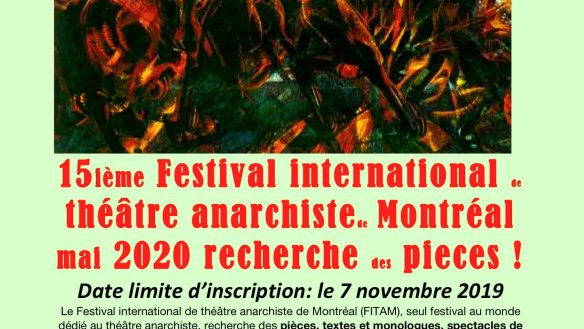 15ième Festival international de
théâtre anarchiste de Montréal
mai 2020 recherche des pieces !
Date limite d'inscription: le 7 novembre 2019
Le Festival international de théâtre anarchiste de Montréal (FITAM), seul festival au monde
dédié au théâtre anarchiste, recherche des pièces, textes et monologues, spectacles de